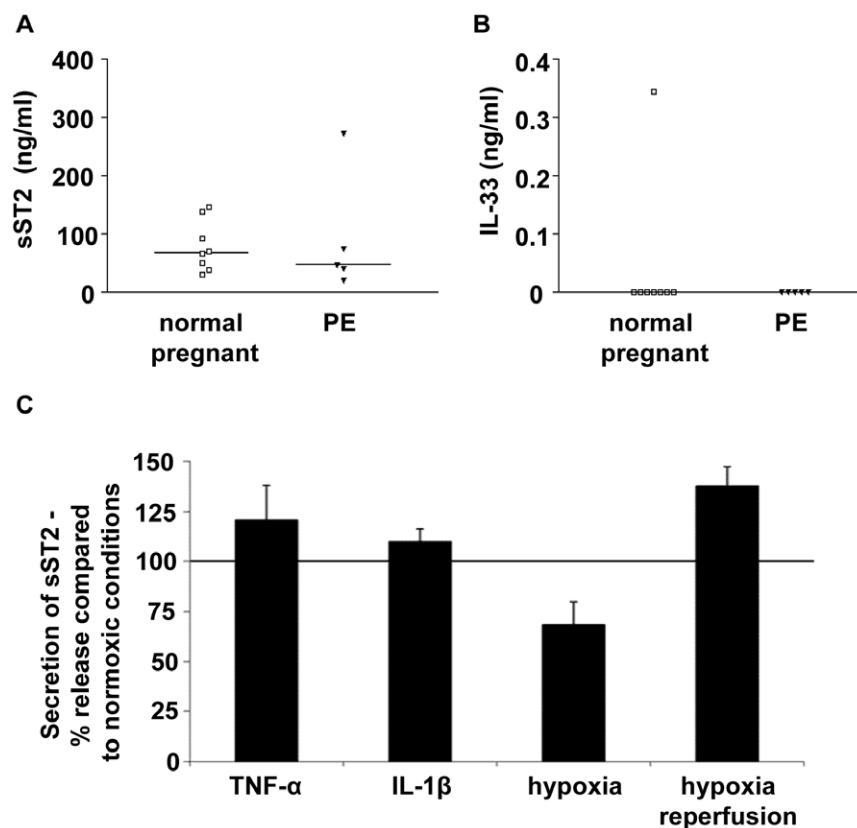 A
sST2 (ng/ml)
400
300
200
100
0
normal
pregnant
PE
B
IL-33 (ng/ml)
0.4
0.3
0.2
0.1
0
normal
pregnant
PE
C
Secretion of sST2 -
% release compared
to normoxic conditions
150
125
100
75
50
25
0
TNF-α
IL-1β
hypoxia
hypoxia
reperfusion